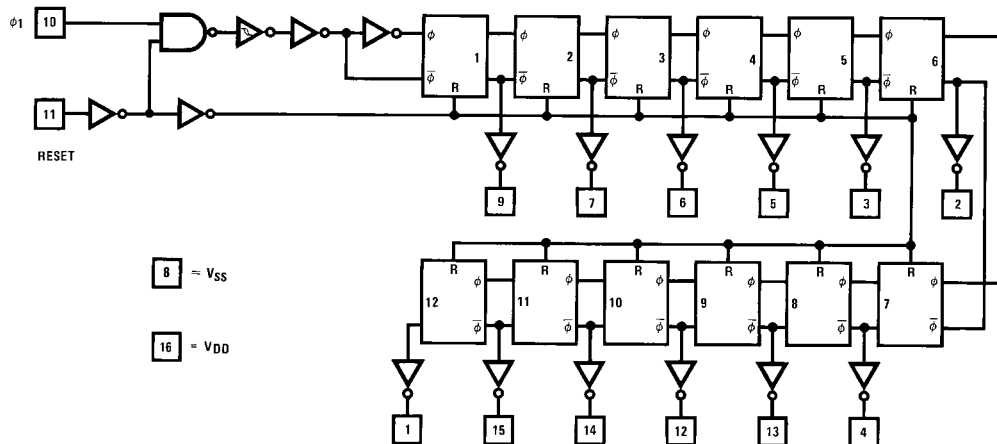 φ1 10
φ φ φ φ φ φ
1 2 3 4 5 6
φ̅ φ̅ φ̅ φ̅ φ̅ φ̅
R R R R R R
11
RESET
9 7 6 5 3 2
R R R R R R
8 = VSS
φ φ φ φ φ φ
12 11 10 9 8 7
φ̅ φ̅ φ̅ φ̅ φ̅ φ̅
16 = VDD
1 15 14 12 13 4